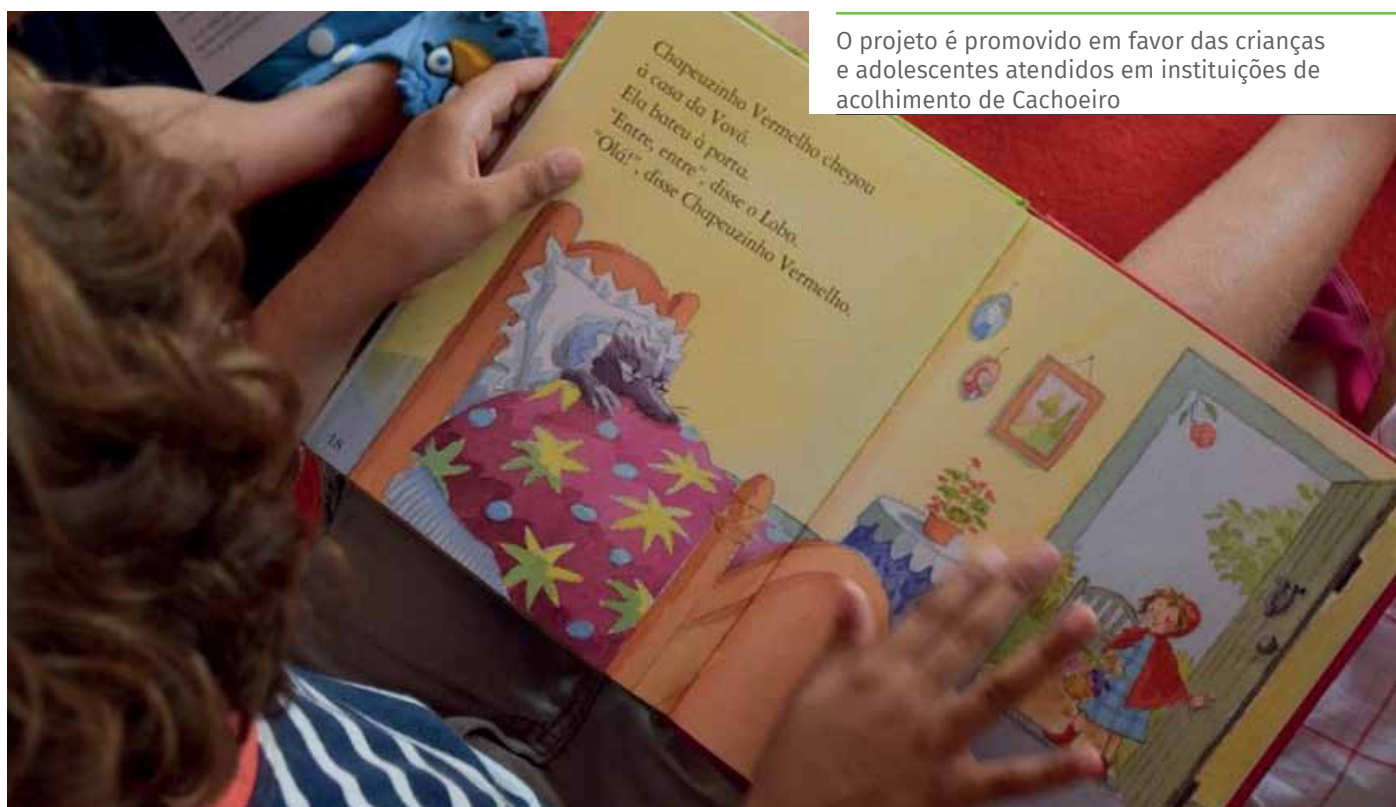 O projeto é promovido em favor das crianças
e adolescentes atendidos em instituições de
acolhimento de Cachoeiro
Chapeuzinho Vermelho chegou
à casa da Vovó.
Ela bateu à porta.
"Entre, entre", disse o Lobo.
"Olá!", disse Chapeuzinho Vermelho.
18